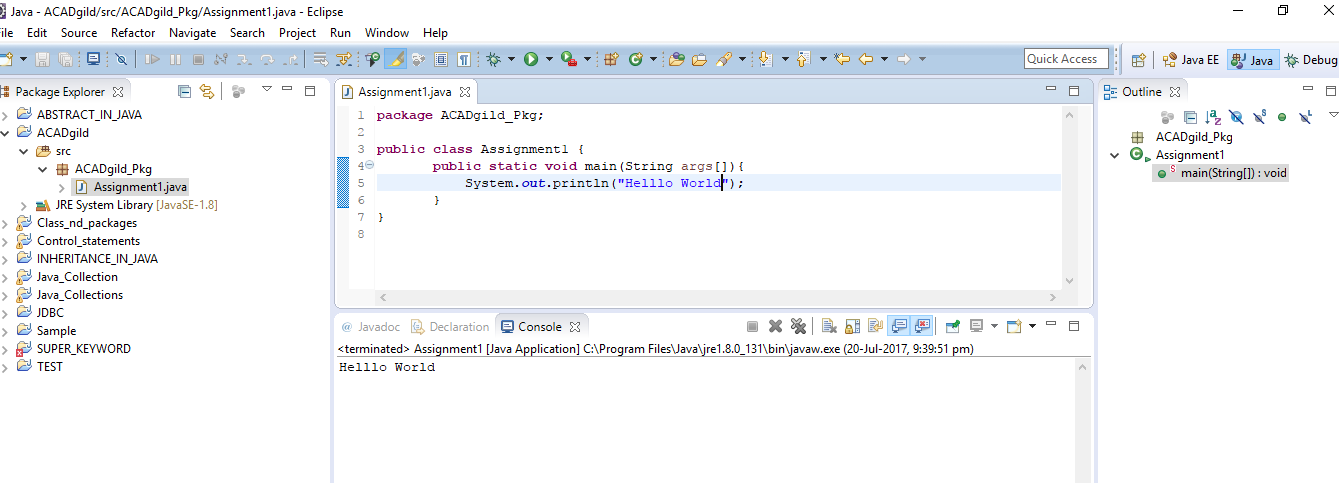 Java - ACADgild/src/ACADgild_Pkg/Assignment1.java - Eclipse
ile Edit Source Refactor Navigate Search Project Run Window Help
Quick Access
Java EE
Java
Debug
Package Explorer
ABSTRACT_IN_JAVA
ACADgild
src
ACADgild_Pkg
Assignment1.java
JRE System Library [JavaSE-1.8]
Class_nd_packages
Control_statements
INHERITANCE_IN_JAVA
Java_Collection
Java_Collections
JDBC
Sample
SUPER_KEYWORD
TEST
Assignment1.java
1 package ACADgild_Pkg;
2
3 public class Assignment1 {
4 public static void main(String args[]){
5 System.out.println("Helllo World");
6 }
7 }
8
@ Javadoc Declaration Console
<terminated> Assignment1 [Java Application] C:\Program Files\Java\jre1.8.0_131\bin\javaw.exe (20-Jul-2017, 9:39:51 pm)
Helllo World
Outline
ACADgild_Pkg
Assignment1
main(String[]) : void